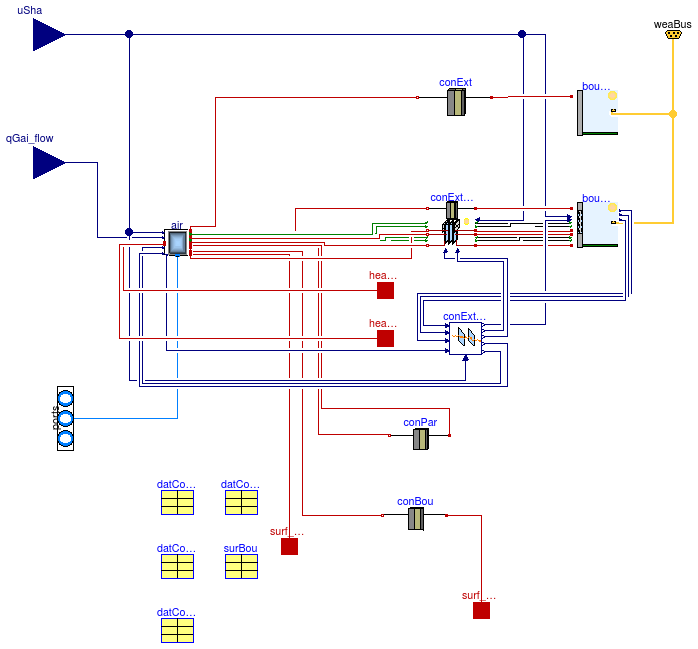 uSha
weaBus
conExt
bou...
qGai_flow
conExt...
bou...
air
hea...
conExt...
hea...
ports
conPar
datCo...
datCo...
conBou
surf_...
datCo...
surBou
surf_...
datCo...